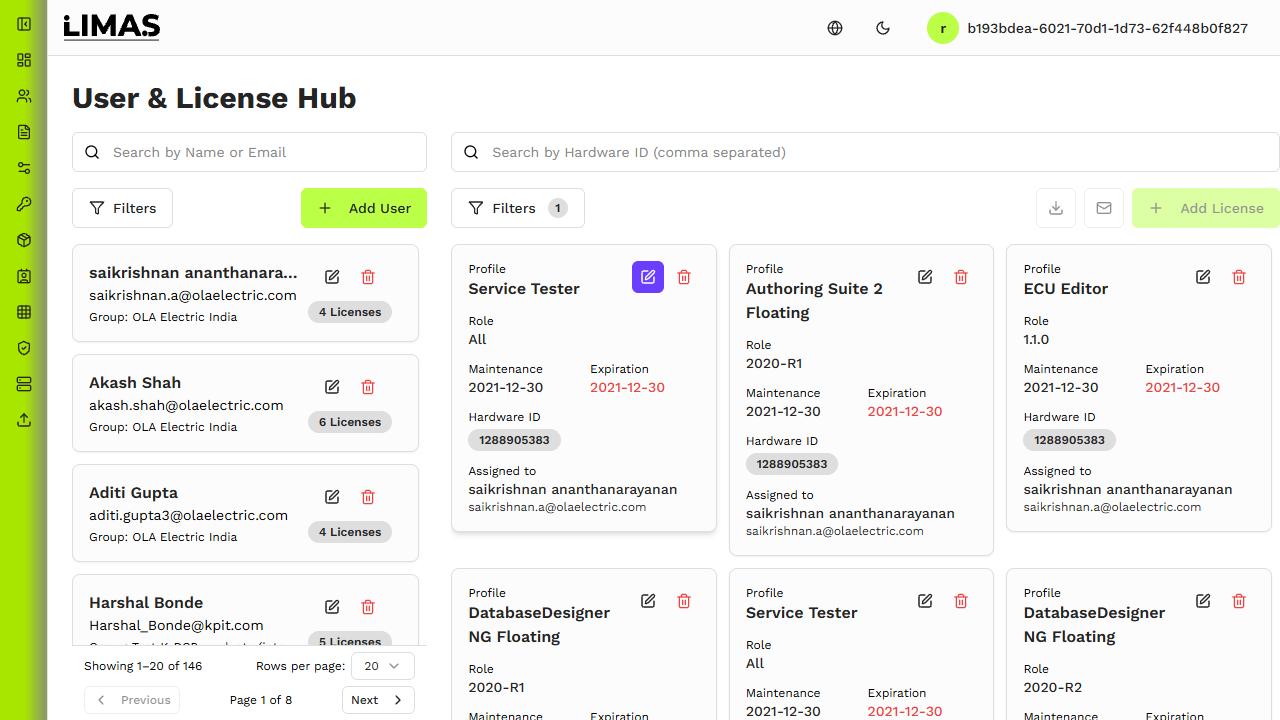 LIMAS
r
b193bdea-6021-70d1-1d73-62f448b0f827
User & License Hub
Search by Name or Email
Filters
Add User
saikrishnan ananthanara...
saikrishnan.a@olaelectric.com
Group: OLA Electric India
4 Licenses
Akash Shah
akash.shah@olaelectric.com
Group: OLA Electric India
6 Licenses
Aditi Gupta
aditi.gupta3@olaelectric.com
Group: OLA Electric India
4 Licenses
Harshal Bonde
Harshal_Bonde@kpit.com
5 Licenses
Showing 1–20 of 146
Rows per page:
20
Previous
Page 1 of 8
Next
Search by Hardware ID (comma separated)
Filters
1
Add License
Profile
Service Tester
Role
All
Maintenance
2021-12-30
Expiration
2021-12-30
Hardware ID
1288905383
Assigned to
saikrishnan ananthanarayanan
saikrishnan.a@olaelectric.com
Profile
Authoring Suite 2
Floating
Role
2020-R1
Maintenance
2021-12-30
Expiration
2021-12-30
Hardware ID
1288905383
Assigned to
saikrishnan ananthanarayanan
saikrishnan.a@olaelectric.com
Profile
ECU Editor
Role
1.1.0
Maintenance
2021-12-30
Expiration
2021-12-30
Hardware ID
1288905383
Assigned to
saikrishnan ananthanarayanan
saikrishnan.a@olaelectric.com
Profile
DatabaseDesigner
NG Floating
Role
2020-R1
Maintenance
Expiration
Profile
Service Tester
Role
All
Maintenance
2021-12-30
Expiration
2021-12-30
Profile
DatabaseDesigner
NG Floating
Role
2020-R2
Maintenance
Expiration